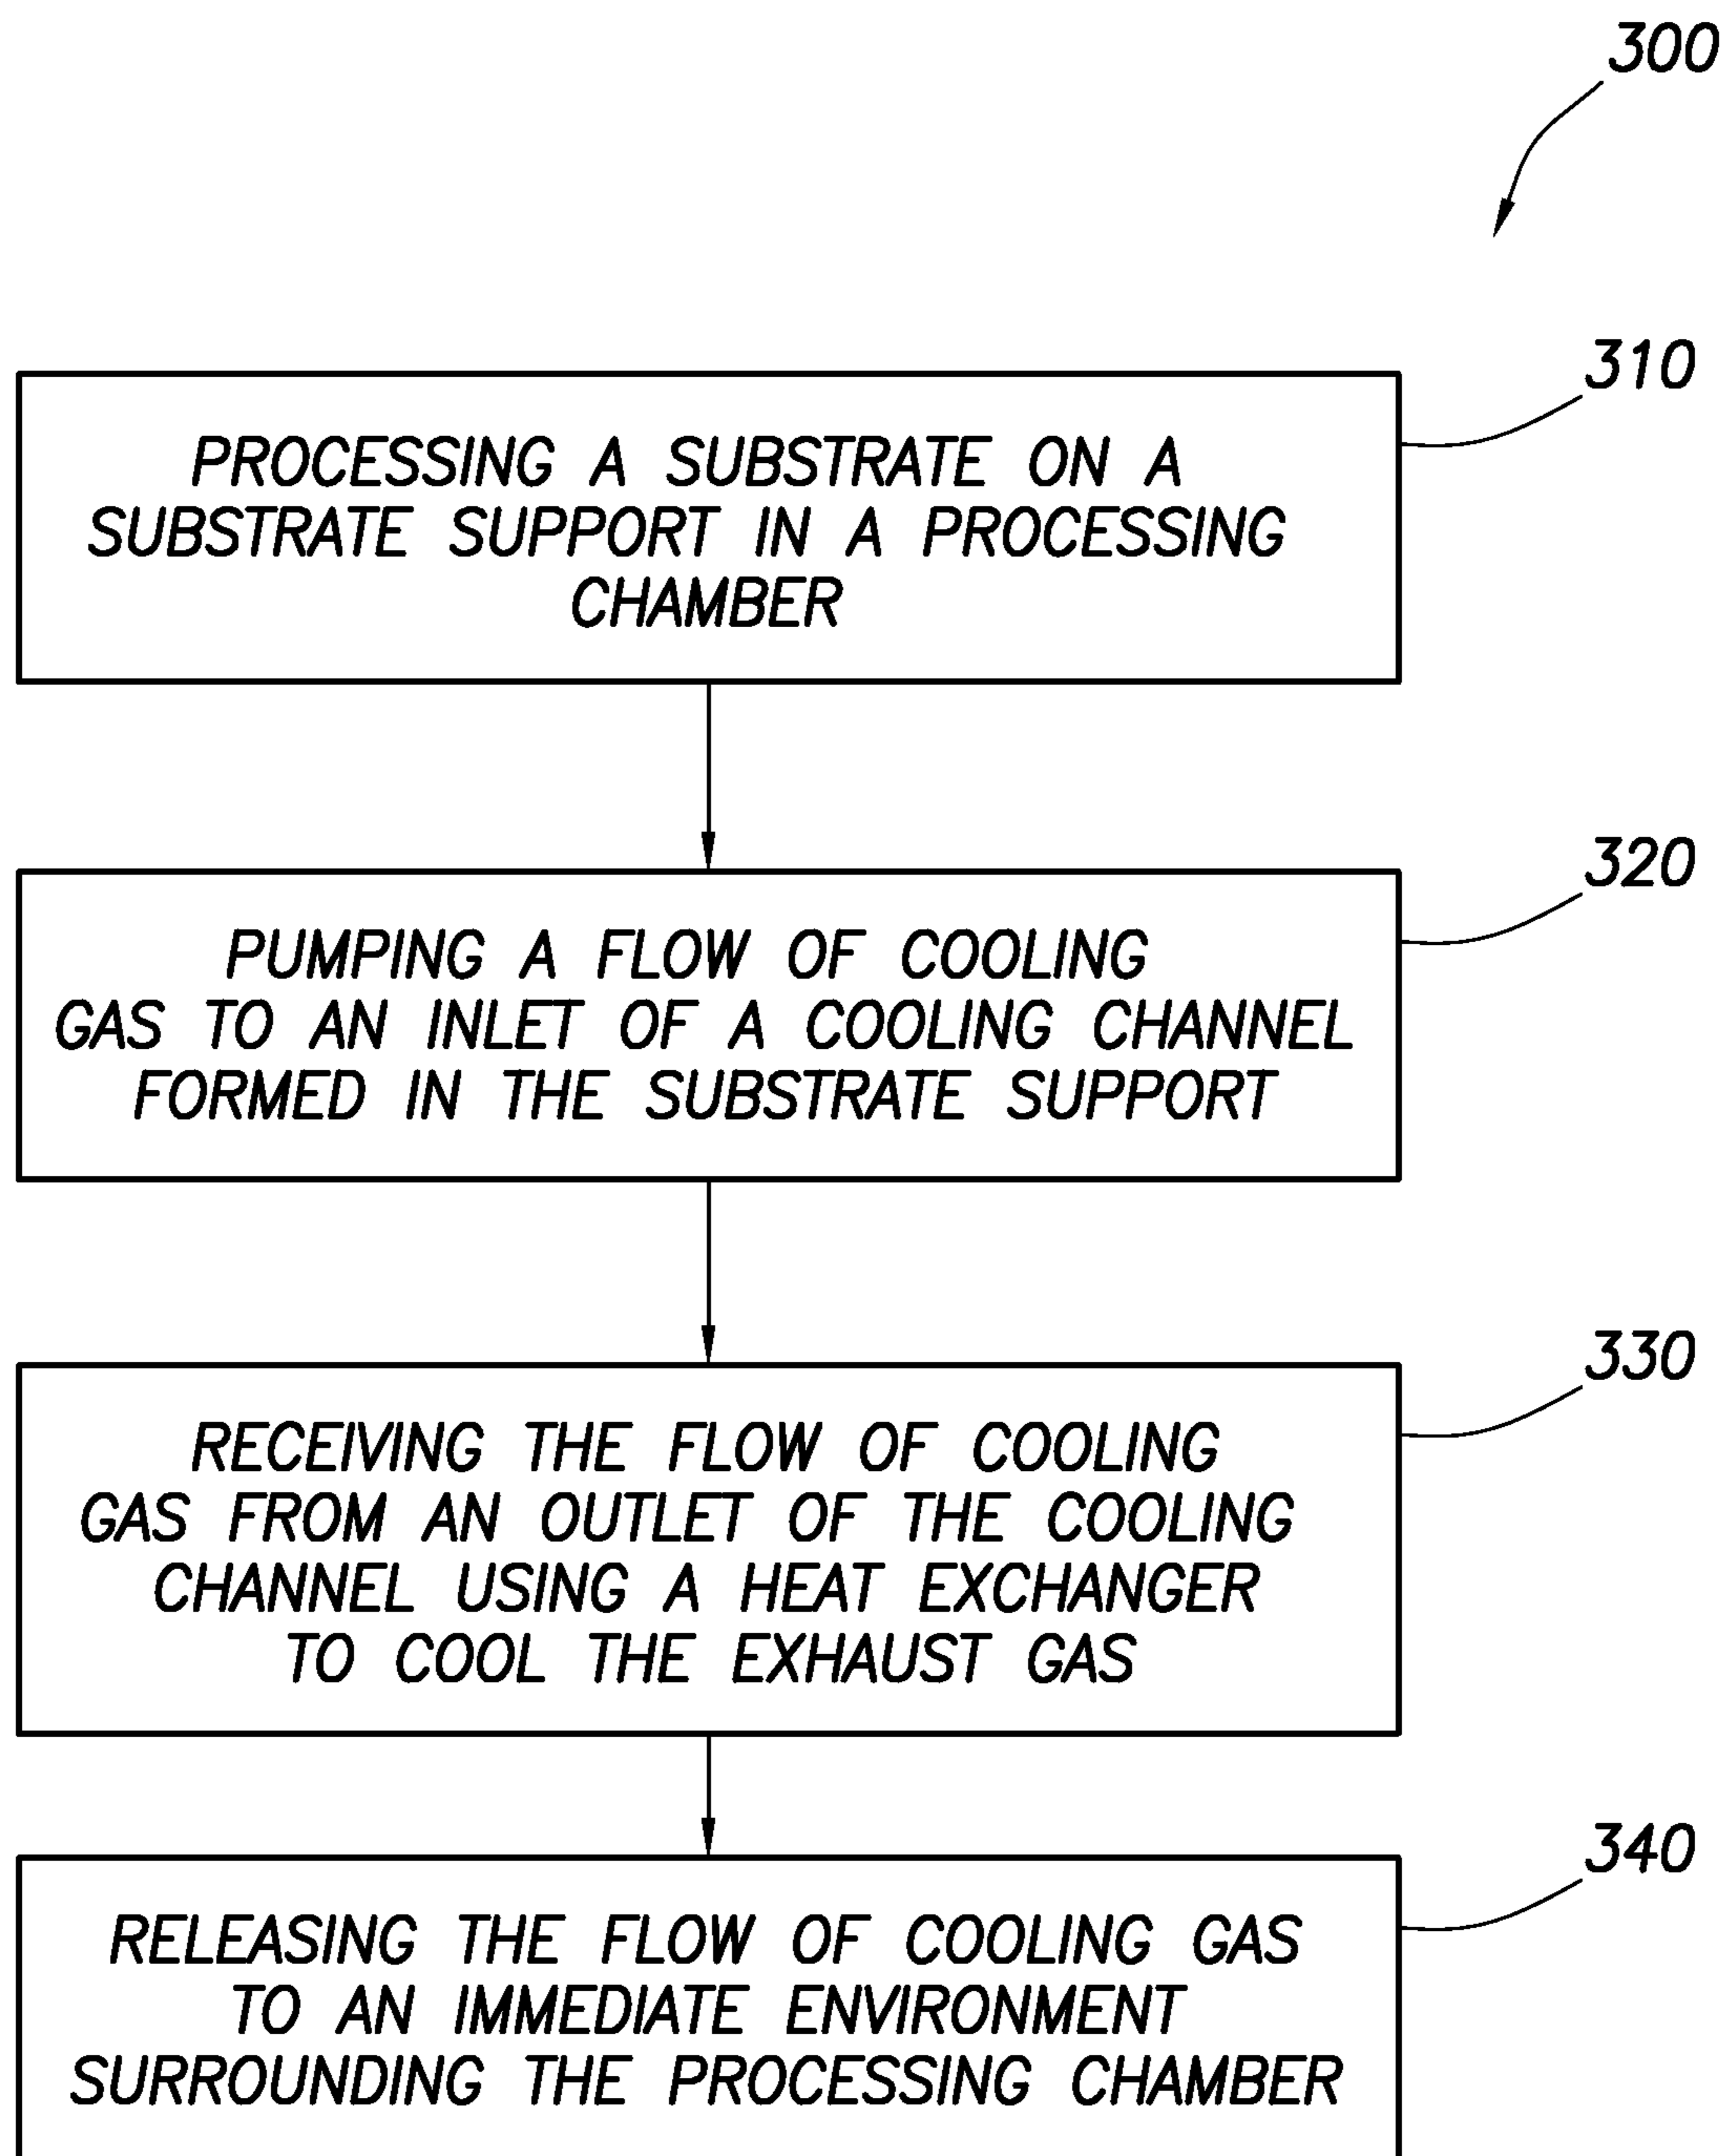 300
310
PROCESSING A SUBSTRATE ON A
SUBSTRATE SUPPORT IN A PROCESSING
CHAMBER
320
PUMPING A FLOW OF COOLING
GAS TO AN INLET OF A COOLING CHANNEL
FORMED IN THE SUBSTRATE SUPPORT
330
RECEIVING THE FLOW OF COOLING
GAS FROM AN OUTLET OF THE COOLING
CHANNEL USING A HEAT EXCHANGER
TO COOL THE EXHAUST GAS
340
RELEASING THE FLOW OF COOLING GAS
TO AN IMMEDIATE ENVIRONMENT
SURROUNDING THE PROCESSING CHAMBER